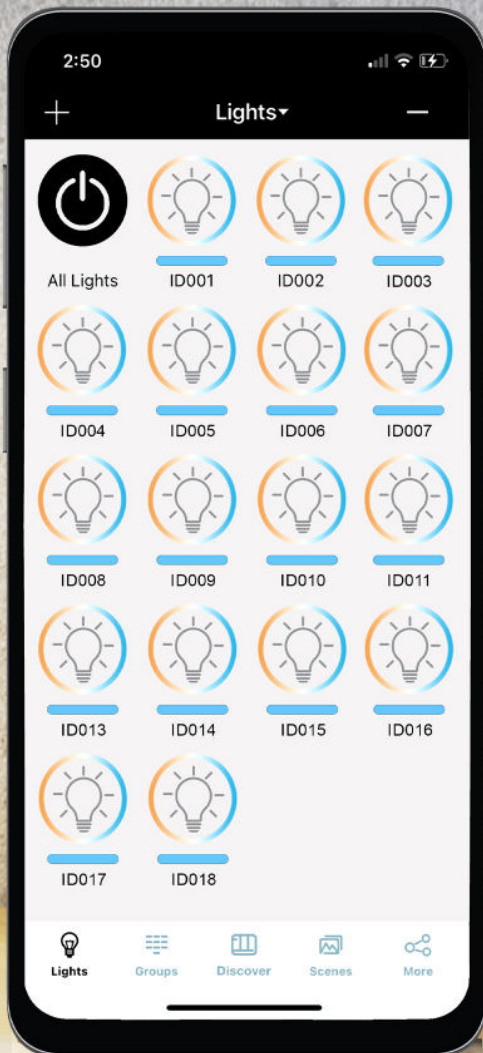 2:50
Lights
All Lights
ID001
ID002
ID003
ID004
ID005
ID006
ID007
ID008
ID009
ID010
ID011
ID013
ID014
ID015
ID016
ID017
ID018
Lights
Groups
Discover
Scenes
More